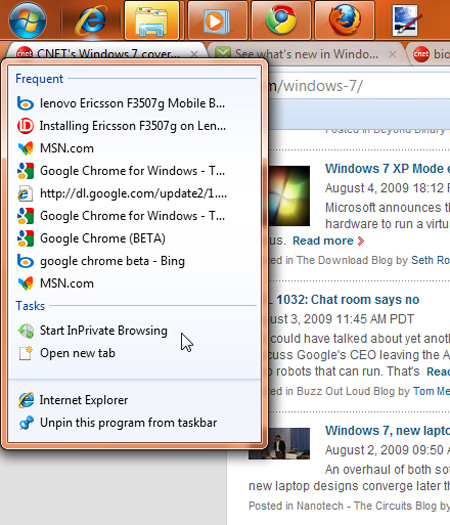 CNET's Windows 7 cover...
See what's new in Windo...
cnet
bio
m/windows-7/
Frequent
lenovo Ericsson F3507g Mobile B...
Installing Ericsson F3507g on Len...
MSN.com
Google Chrome for Windows - T...
http://dl.google.com/update2/1....
Google Chrome for Windows - T...
Google Chrome (BETA)
google chrome beta - Bing
MSN.com
Tasks
Start InPrivate Browsing
Open new tab
Internet Explorer
Unpin this program from taskbar
Posted in Beyond Binary
Windows 7 XP Mode e
August 4, 2009 18:12 P
Microsoft announces th
hardware to run a virtu
us. Read more
ted in The Download Blog by Seth Ro
L 1032: Chat room says no
ust 3, 2009 11:45 AM PDT
could have talked about yet anoth
cuss Google's CEO leaving the A
robots that can run. That's Read
ted in Buzz Out Loud Blog by Tom Me
Windows 7, new lapto
August 2, 2009 09:50 A
An overhaul of both sof
new laptop designs converge later th
Posted in Nanotech - The Circuits Blog by